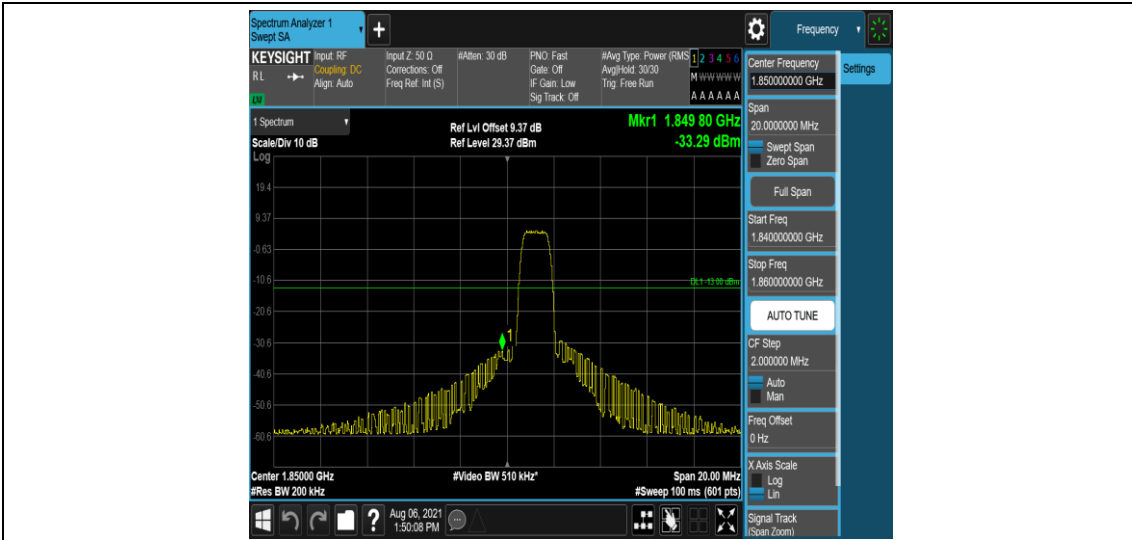 Spectrum Analyzer 1
Swept SA
Frequency
KEYSIGHT
RL
Input: RF
Coupling: DC
Align: Auto
Input Z: 50 Ω
Corrections: Off
Freq Ref: Int (S)
#Atten: 30 dB
PNO: Fast
Gate: Off
IF Gain: Low
Sig Track: Off
#Avg Type: Power (RMS
Avg|Hold: 30/30
Trig: Free Run
1 2 3 4 5 6
M W W W W W
A A A A A A
Settings
1 Spectrum
Scale/Div 10 dB
Log
Ref Lvl Offset 9.37 dB
Ref Level 29.37 dBm
Mkr1 1.849 80 GHz
-33.29 dBm
19.4
9.37
-0.63
-10.6
-20.6
-30.6
-40.6
-50.6
-60.6
DL1 -13.00 dBm
1
Center 1.85000 GHz
#Res BW 200 kHz
#Video BW 510 kHz*
Span 20.00 MHz
#Sweep 100 ms (601 pts)
Center Frequency
1.850000000 GHz
Span
20.0000000 MHz
Swept Span
Zero Span
Full Span
Start Freq
1.840000000 GHz
Stop Freq
1.860000000 GHz
AUTO TUNE
CF Step
2.000000 MHz
Auto
Man
Freq Offset
0 Hz
X Axis Scale
Log
Lin
Signal Track
(Span Zoom)
Aug 06, 2021
1:50:08 PM